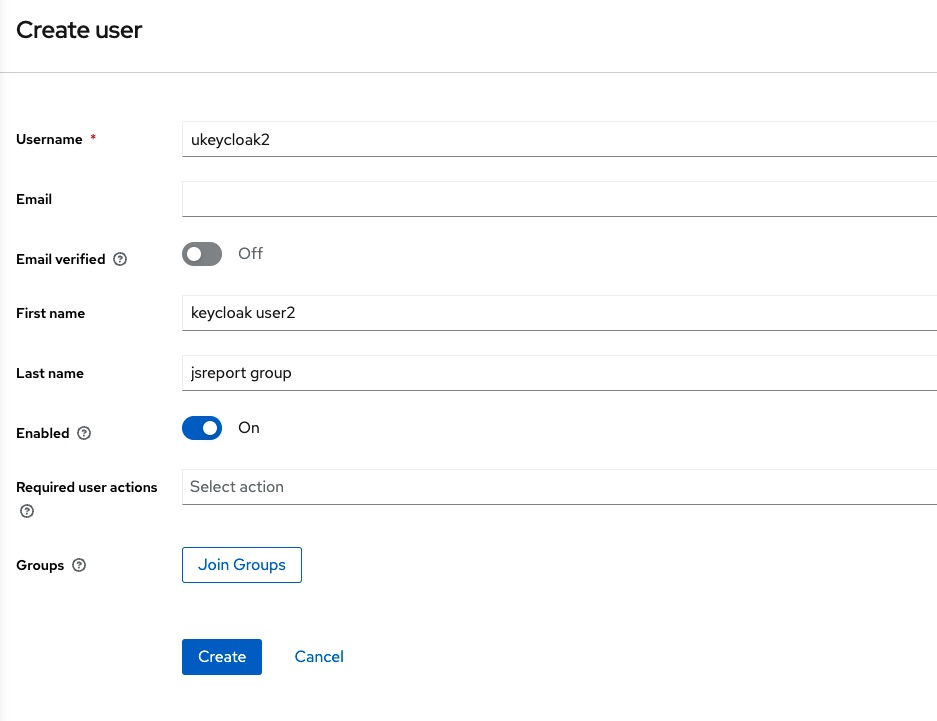 Create user
Username *
ukeycloak2
Email
Email verified
Off
First name
keycloak user2
Last name
jsreport group
Enabled
On
Required user actions
Select action
Groups
Join Groups
Create
Cancel